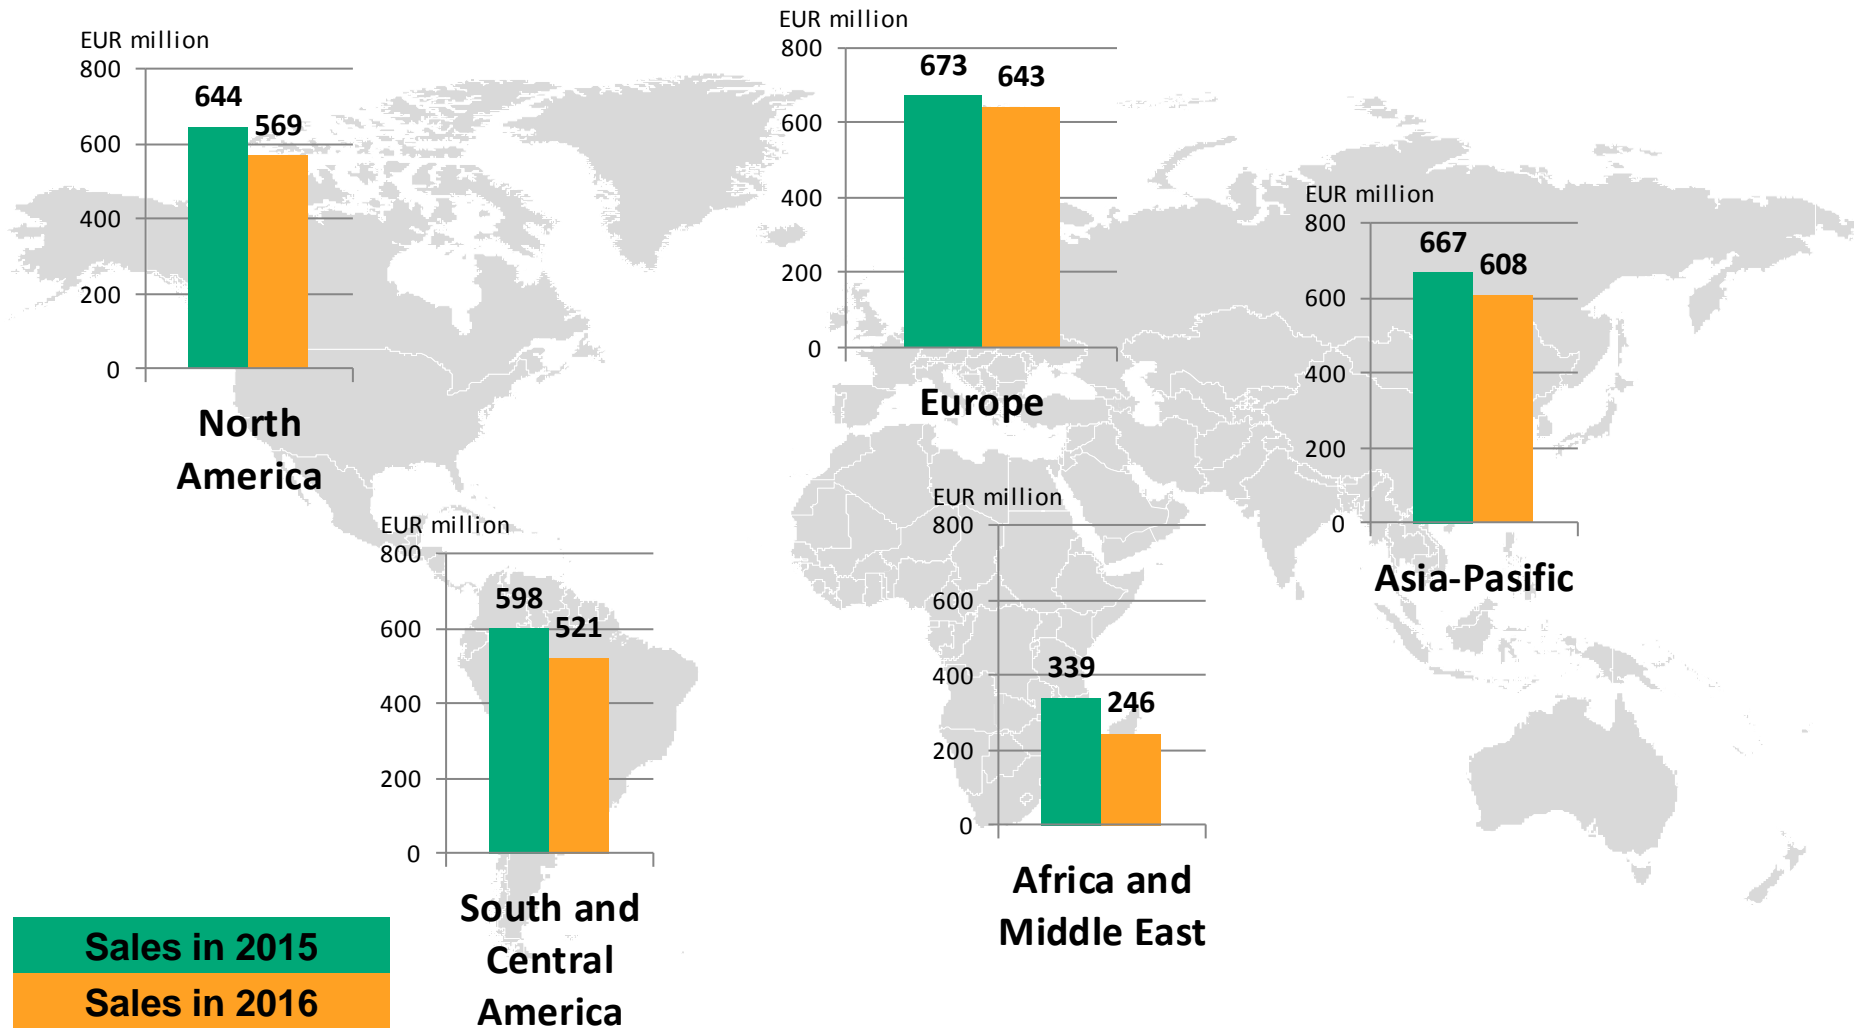 EUR million
800
644
569
600
400
200
0
North
America
EUR million
800
673
643
600
400
200
0
Europe
EUR million
800
667
608
600
400
200
0
Asia-Pasific
EUR million
800
598
521
600
400
200
0
South and
Central
America
EUR million
800
600
400
339
246
200
0
Africa and
Middle East
Sales in 2015
Sales in 2016